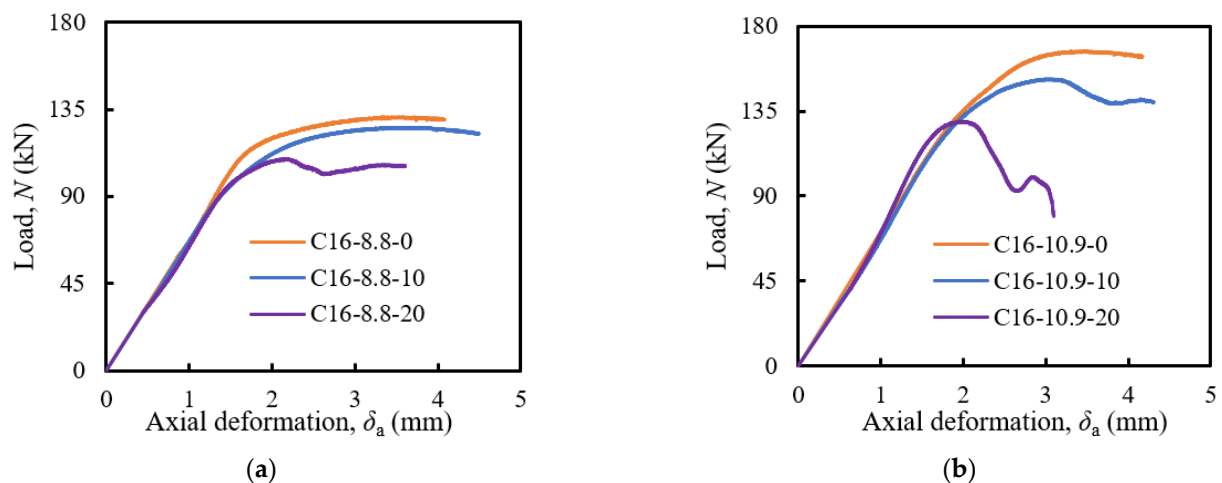 180
135
90
45
0
Load, N (kN)
C16-8.8-0
C16-8.8-10
C16-8.8-20
0 1 2 3 4 5
Axial deformation, δa (mm)
(a)
180
135
90
45
0
Load, N (kN)
C16-10.9-0
C16-10.9-10
C16-10.9-20
0 1 2 3 4 5
Axial deformation, δa (mm)
(b)